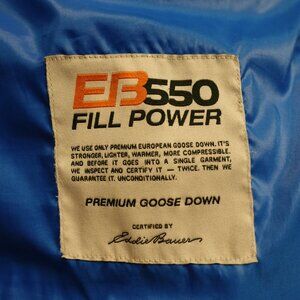 EB550
FILL POWER
WE USE ONLY PREMIUM EUROPEAN GOOSE DOWN. IT'S
STRONGER, LIGHTER, WARMER, MORE COMPRESSIBLE.
AND BEFORE IT GOES INTO A SINGLE GARMENT,
WE INSPECT AND CERTIFY IT — TWICE. THEN WE
GUARANTEE IT. UNCONDITIONALLY.
PREMIUM GOOSE DOWN
CERTIFIED BY
Eddie Bauer